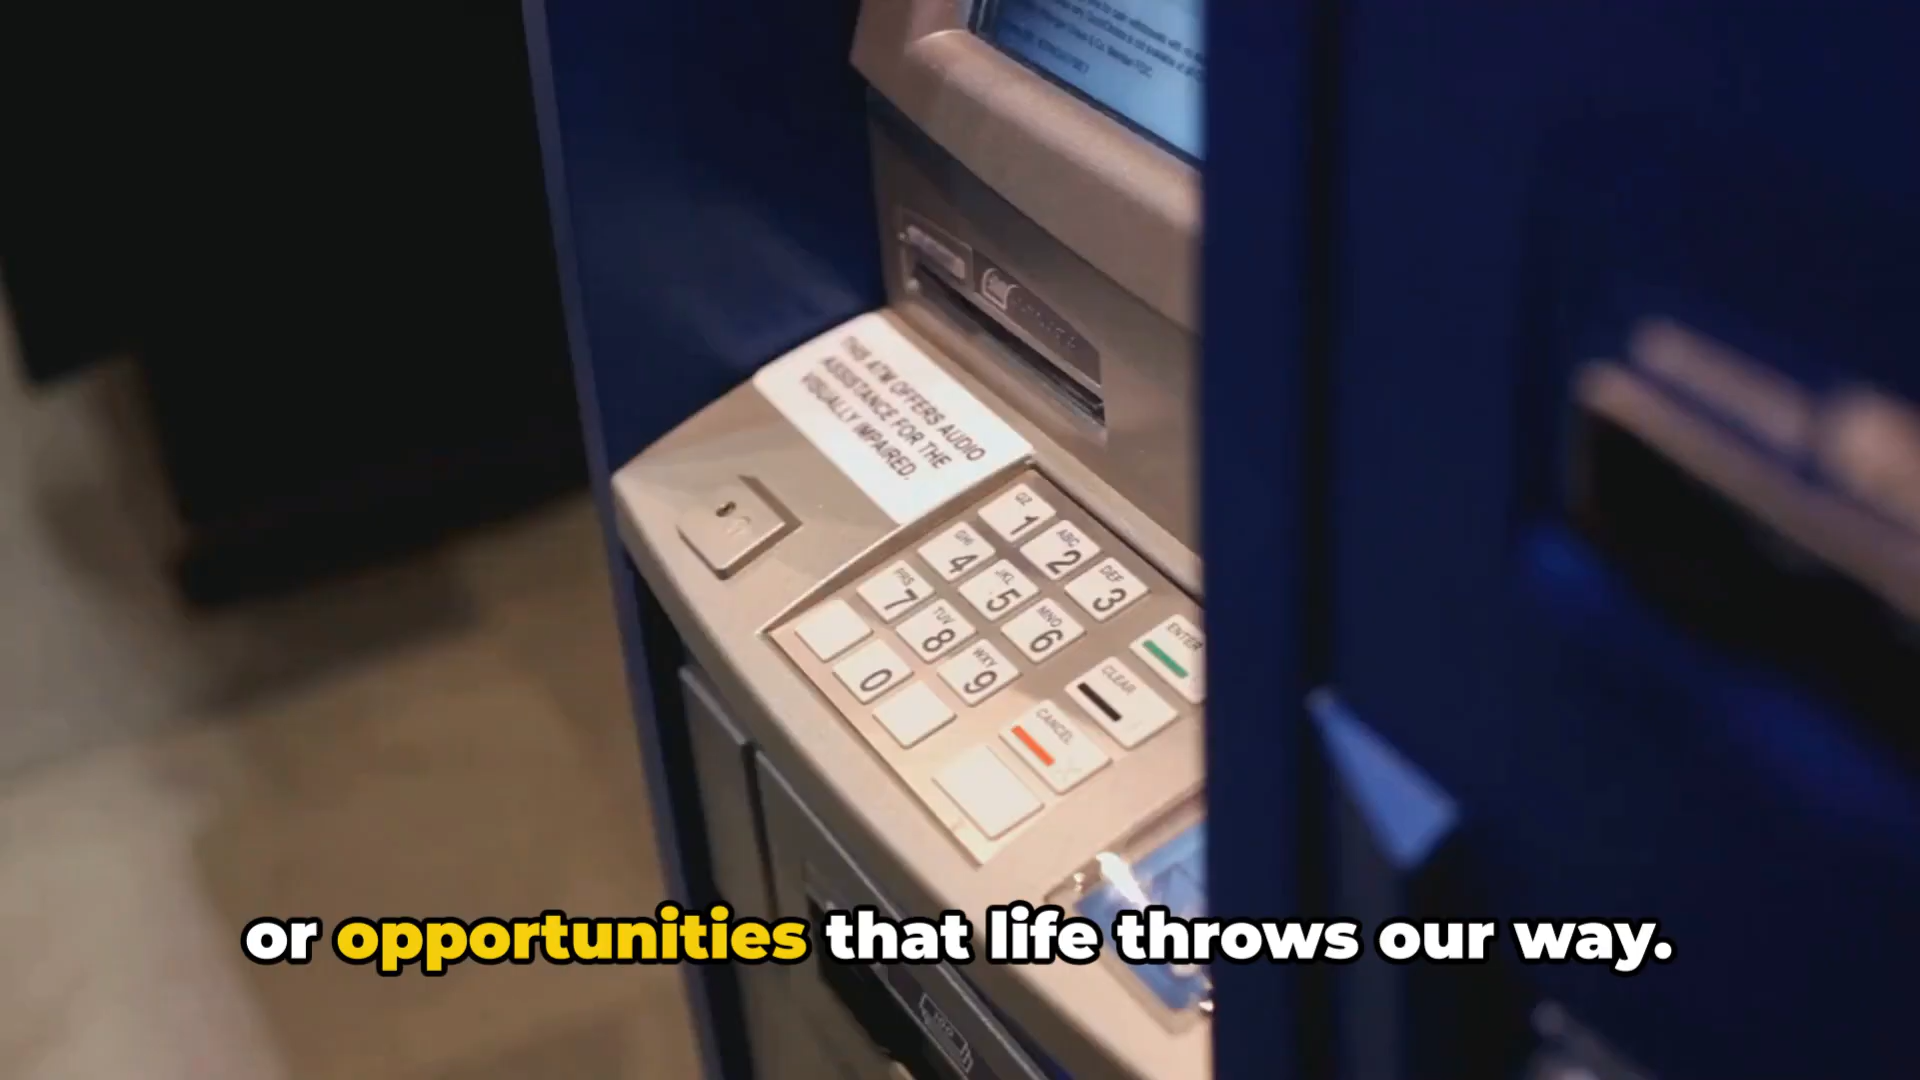 THIS ATM OFFERS AUDIO
ASSISTANCE FOR THE
VISUALLY IMPAIRED.
QZ
1
ABC
2
DEF
3
GHI
4
JKL
5
MNO
6
PRS
7
TUV
8
WXY
9
0
ENTER
CLEAR
CANCEL
or opportunities that life throws our way.